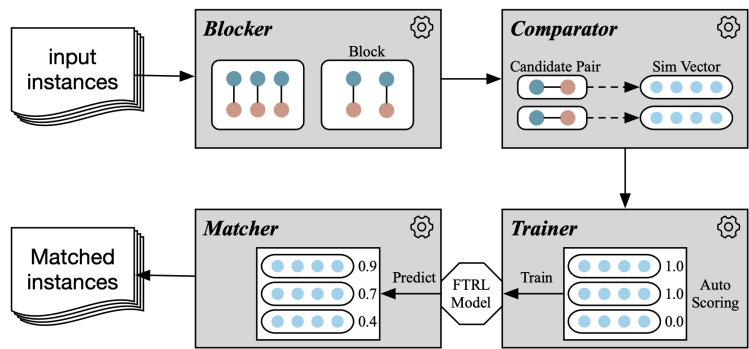 input
instances
Blocker
Block
Comparator
Candidate Pair
Sim Vector
Trainer
1.0
1.0
0.0
Auto
Scoring
Train
FTRL
Model
Predict
Matcher
0.9
0.7
0.4
Matched
instances